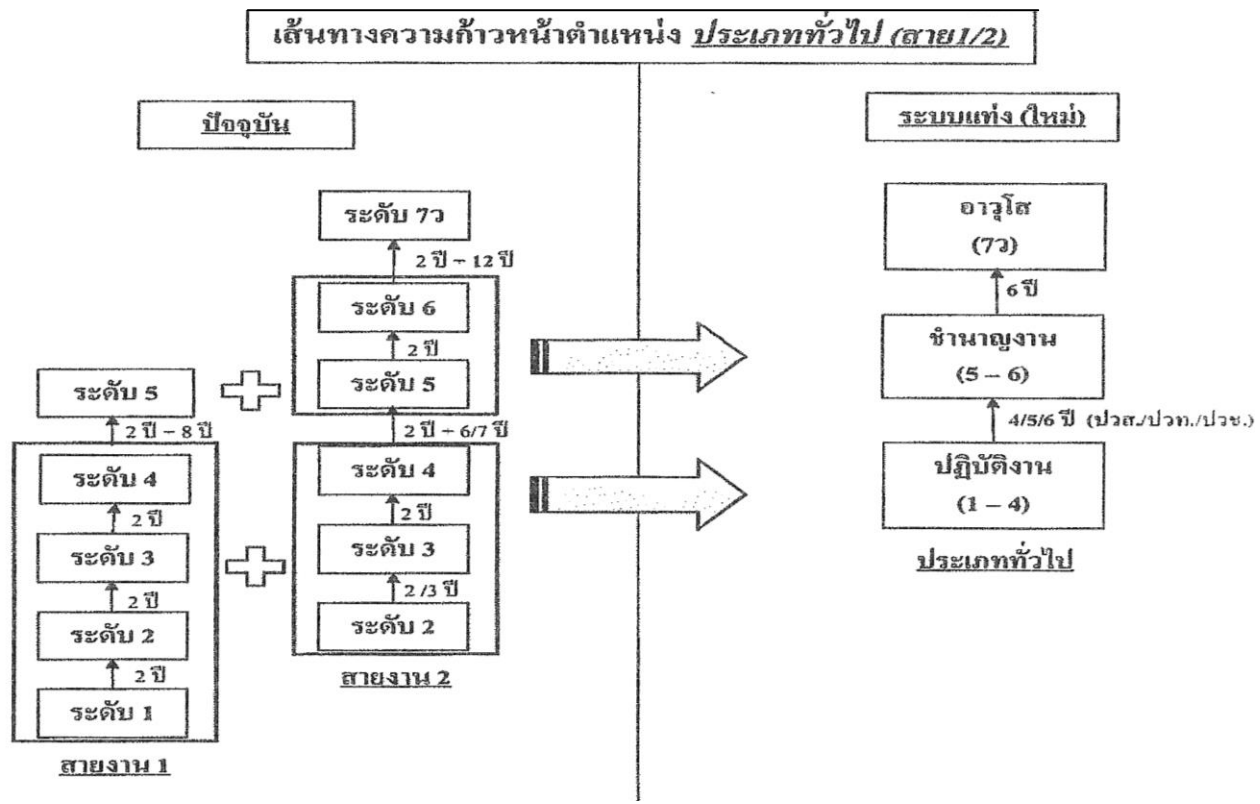 เส้นทางความก้าวหน้าตำแหน่ง ประเภททั่วไป (สาย1/2)
ปัจจุบัน
ระดับ 7ว
2 ปี - 12 ปี
ระดับ 6
2 ปี
ระดับ 5
2 ปี + 6/7 ปี
ระดับ 4
2 ปี
ระดับ 3
2 /3 ปี
ระดับ 2
สายงาน 2
ระดับ 5
2 ปี - 8 ปี
ระดับ 4
2 ปี
ระดับ 3
2 ปี
ระดับ 2
2 ปี
ระดับ 1
สายงาน 1
ระบบแท่ง (ใหม่)
อาวุโส
(7ว)
6 ปี
ชำนาญงาน
(5 - 6)
4/5/6 ปี (ปวส./ปวท./ปวช.)
ปฏิบัติงาน
(1 - 4)
ประเภททั่วไป